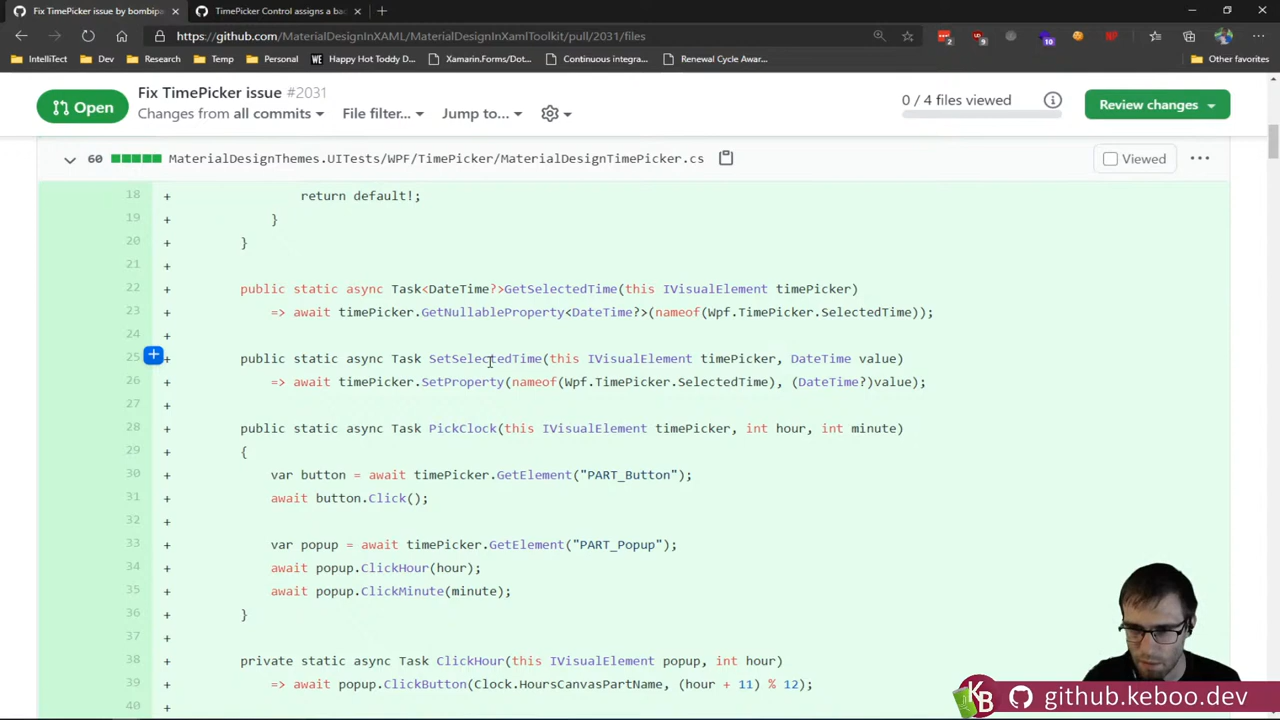 Fix TimePicker issue by bombipa
TimePicker Control assigns a ba
https://github.com/MaterialDesignInXAML/MaterialDesignInXamlToolkit/pull/2031/files
2
9
10
IntelliTect
Dev
Research
Temp
Personal
WE Happy Hot Toddy D...
Xamarin.Forms/Dot...
Continuous integra...
Renewal Cycle Awar...
Other favorites
Open
Fix TimePicker issue #2031
Changes from all commits
File filter...
Jump to...
0 / 4 files viewed
Review changes
60 MaterialDesignThemes.UITests/WPF/TimePicker/MaterialDesignTimePicker.cs
Viewed
18 + return default!;
19 + }
20 + }
21 +
22 + public static async Task<DateTime?>GetSelectedTime(this IVisualElement timePicker)
23 + => await timePicker.GetNullableProperty<DateTime?>(nameof(Wpf.TimePicker.SelectedTime));
24 +
25 + public static async Task SetSelectedTime(this IVisualElement timePicker, DateTime value)
26 + => await timePicker.SetProperty(nameof(Wpf.TimePicker.SelectedTime), (DateTime?)value);
27 +
28 + public static async Task PickClock(this IVisualElement timePicker, int hour, int minute)
29 + {
30 + var button = await timePicker.GetElement("PART_Button");
31 + await button.Click();
32 +
33 + var popup = await timePicker.GetElement("PART_Popup");
34 + await popup.ClickHour(hour);
35 + await popup.ClickMinute(minute);
36 + }
37 +
38 + private static async Task ClickHour(this IVisualElement popup, int hour)
39 + => await popup.ClickButton(Clock.HoursCanvasPartName, (hour + 11) % 12);
40 +
KB github.keboo.dev